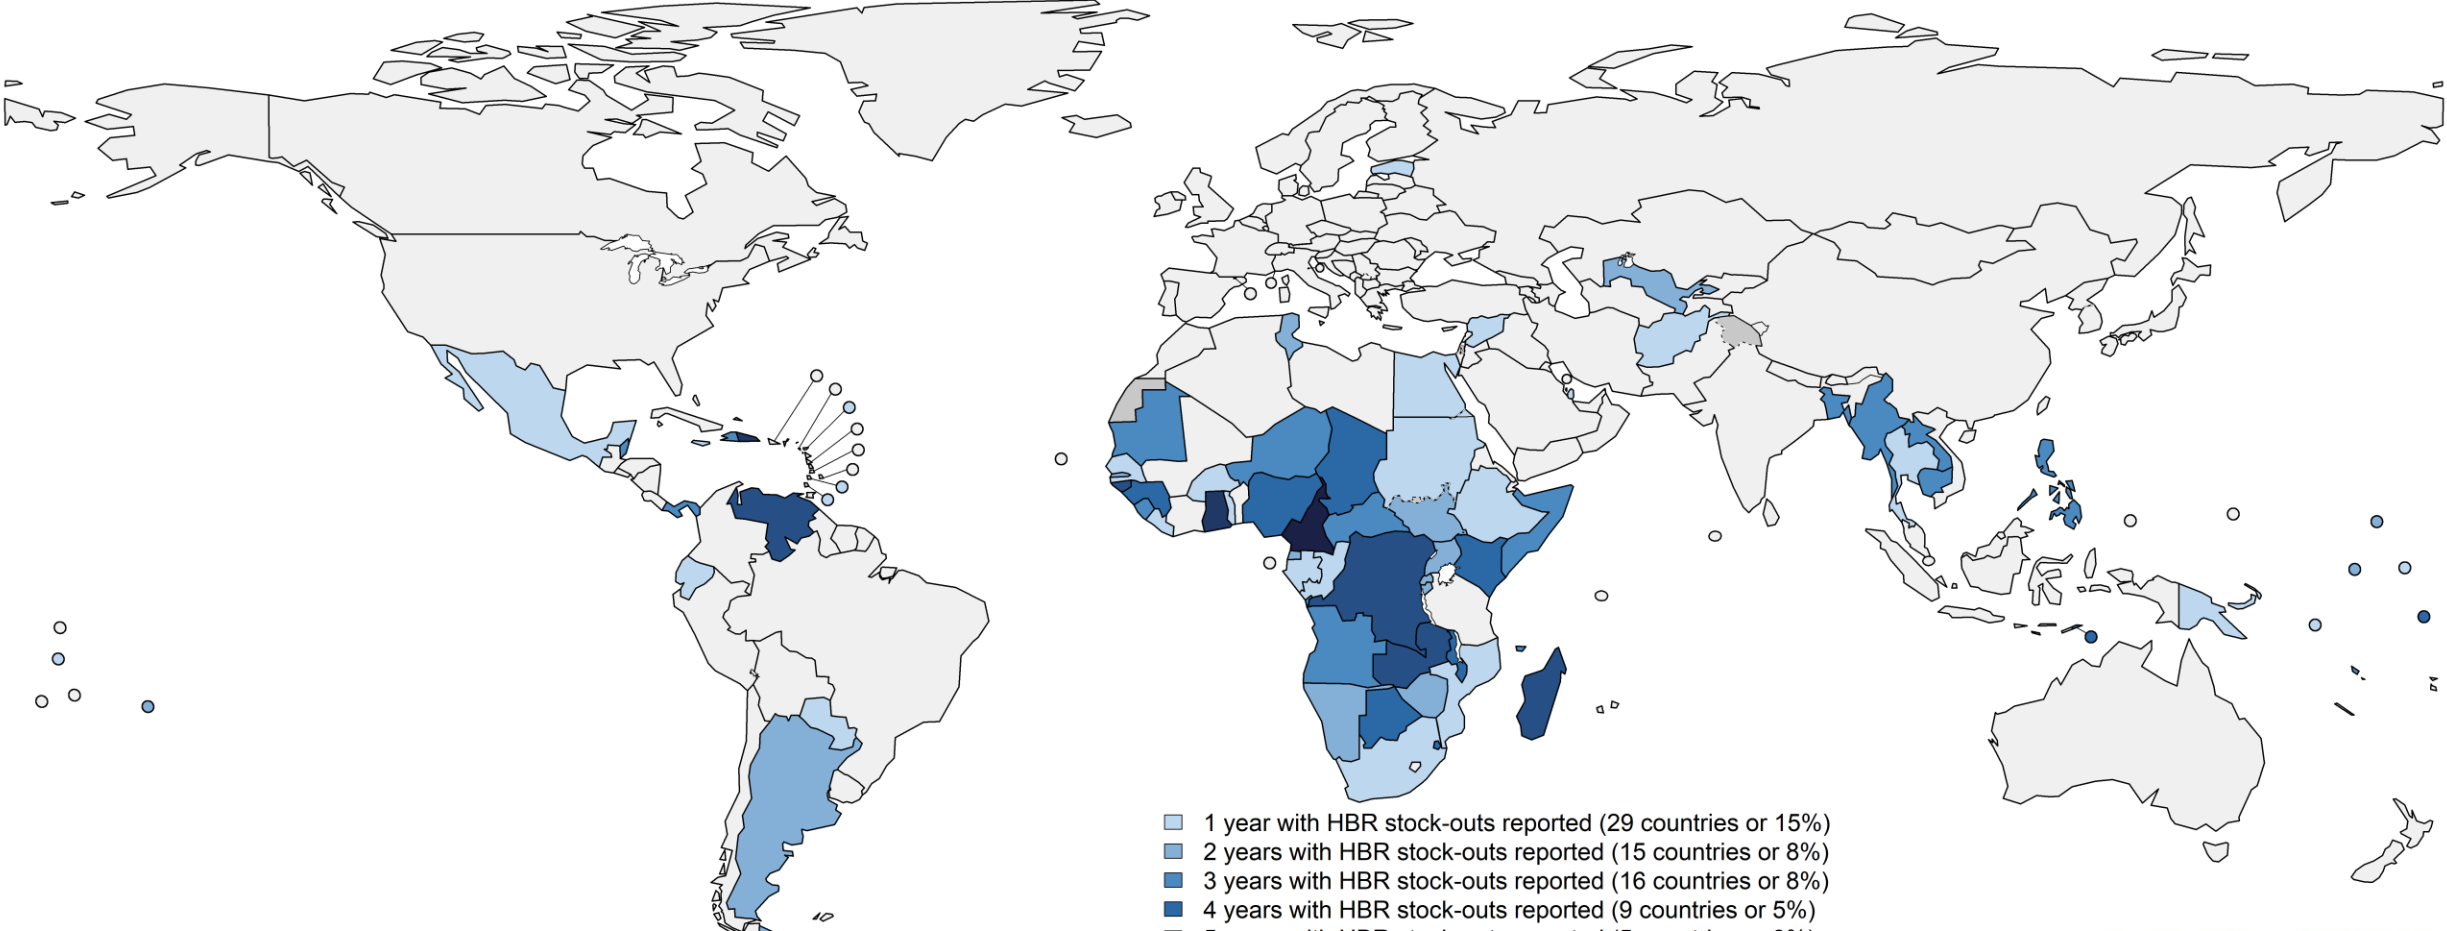 1 year with HBR stock-outs reported (29 countries or 15%)
2 years with HBR stock-outs reported (15 countries or 8%)
3 years with HBR stock-outs reported (16 countries or 8%)
4 years with HBR stock-outs reported (9 countries or 5%)